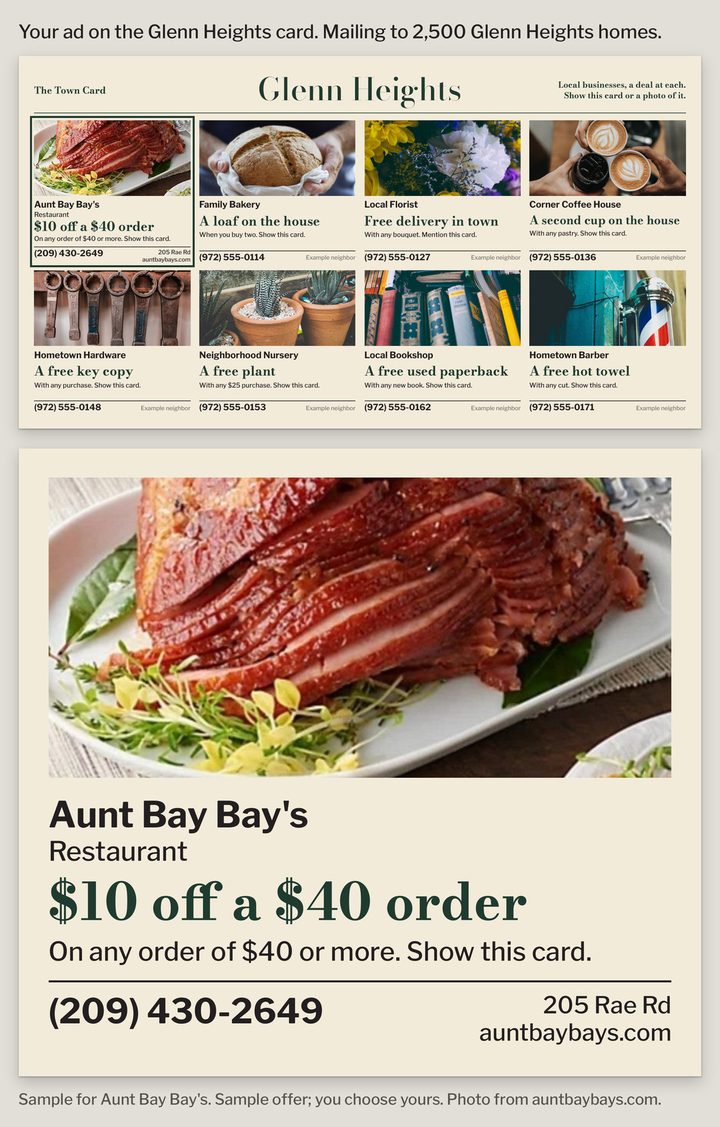 Your ad on the Glenn Heights card. Mailing to 2,500 Glenn Heights homes.
The Town Card
Glenn Heights
Local businesses, a deal at each.
Show this card or a photo of it.
Aunt Bay Bay's
Restaurant
$10 off a $40 order
On any order of $40 or more. Show this card.
(209) 430-2649
205 Rae Rd
auntbaybays.com
Family Bakery
A loaf on the house
When you buy two. Show this card.
(972) 555-0114
Example neighbor
Local Florist
Free delivery in town
With any bouquet. Mention this card.
(972) 555-0127
Example neighbor
Corner Coffee House
A second cup on the house
With any pastry. Show this card.
(972) 555-0136
Example neighbor
Hometown Hardware
A free key copy
With any purchase. Show this card.
(972) 555-0148
Example neighbor
Neighborhood Nursery
A free plant
With any $25 purchase. Show this card.
(972) 555-0153
Example neighbor
Local Bookshop
A free used paperback
With any new book. Show this card.
(972) 555-0162
Example neighbor
Hometown Barber
A free hot towel
With any cut. Show this card.
(972) 555-0171
Example neighbor
Aunt Bay Bay's
Restaurant
$10 off a $40 order
On any order of $40 or more. Show this card.
(209) 430-2649
205 Rae Rd
auntbaybays.com
Sample for Aunt Bay Bay's. Sample offer; you choose yours. Photo from auntbaybays.com.